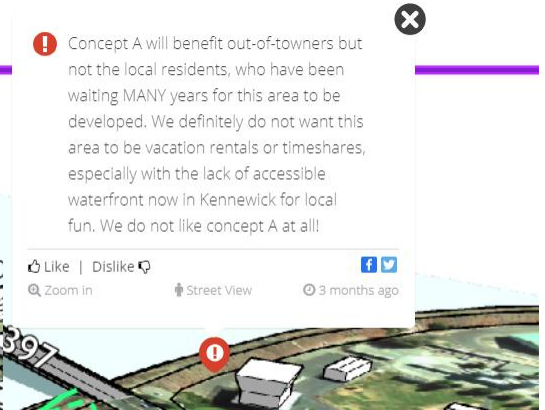 Concept A will benefit out-of-towners but
not the local residents, who have been
waiting MANY years for this area to be
developed. We definitely do not want this
area to be vacation rentals or timeshares,
especially with the lack of accessible
waterfront now in Kennewick for local
fun. We do not like concept A at all!
Like | Dislike
Zoom in Street View 3 months ago
397